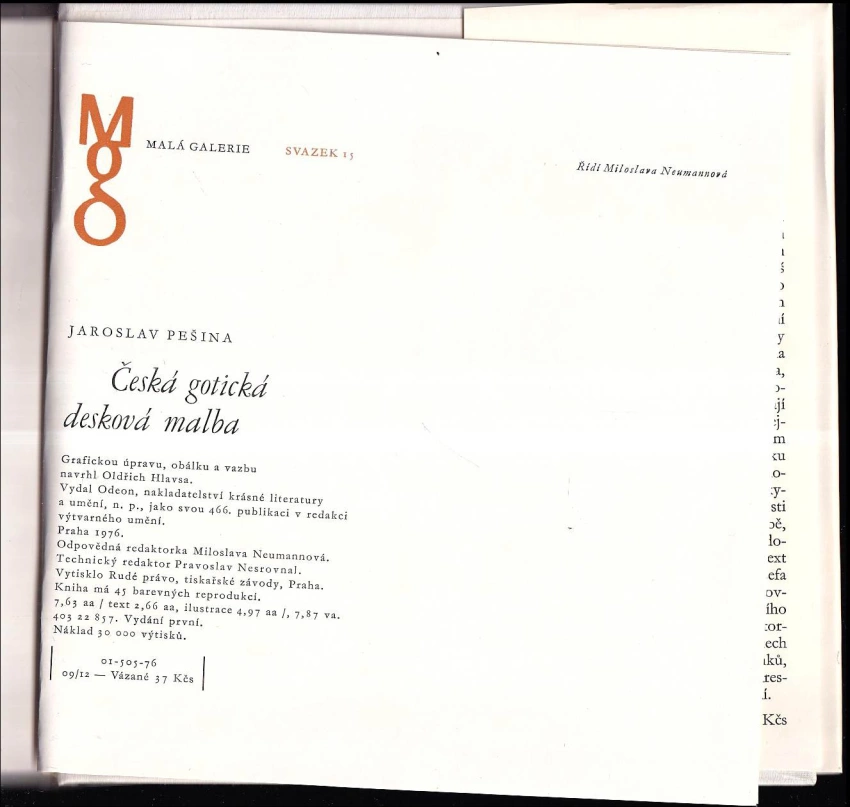 Mg
MALÁ GALERIE
SVAZEK 15
Řídí Miloslava Neumannová
JAROSLAV PEŠINA
Česká gotická
desková malba
Grafickou úpravu, obálku a vazbu
navrhl Oldřich Hlavsa.
Vydal Odeon, nakladatelství krásné literatury
a umění, n. p., jako svou 466. publikaci v redakci
výtvarného umění.
Praha 1976.
Odpovědná redaktorka Miloslava Neumannová.
Technický redaktor Pravoslav Nesrovnal.
Vytisklo Rudé právo, tiskařské závody, Praha.
Kniha má 45 barevných reprodukcí.
7,63 aa / text 2,66 aa, ilustrace 4,97 aa /, 7,87 va.
403 22 857. Vydání první.
Náklad 30 000 výtisků.
01-505-76
09/12 — Vázané 37 Kčs
Kčs